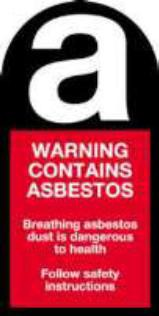 a
WARNING
CONTAINS
ASBESTOS
Breathing asbestos
dust is dangerous
to health
Follow safety
instructions